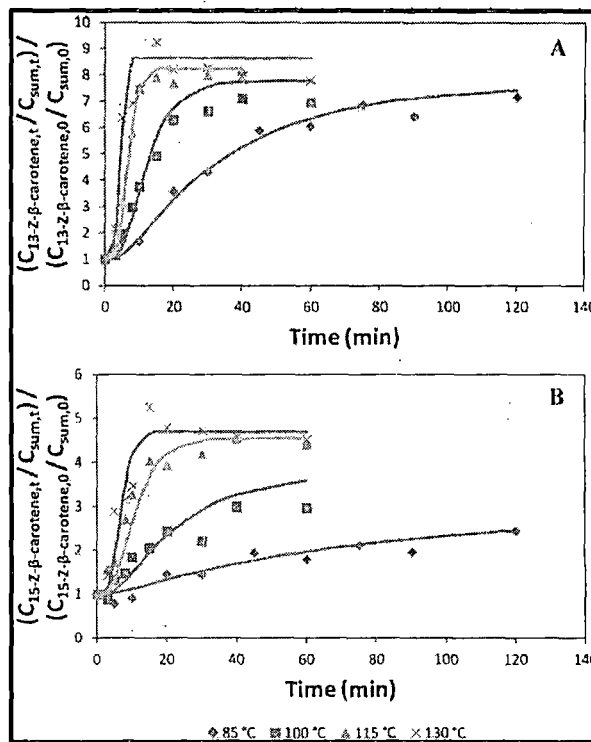 A
(C13-Z-β-carotene,t / Csum,t) /
(C13-Z-β-carotene,0 / Csum,0)
10
9
8
7
6
5
4
3
2
1
0
0 20 40 60 80 100 120 140
Time (min)
B
(C15-Z-β-carotene,t / Csum,t) /
(C15-Z-β-carotene,0 / Csum,0)
6
5
4
3
2
1
0
0 20 40 60 80 100 120 140
Time (min)
85 °C 100 °C 115 °C 130 °C